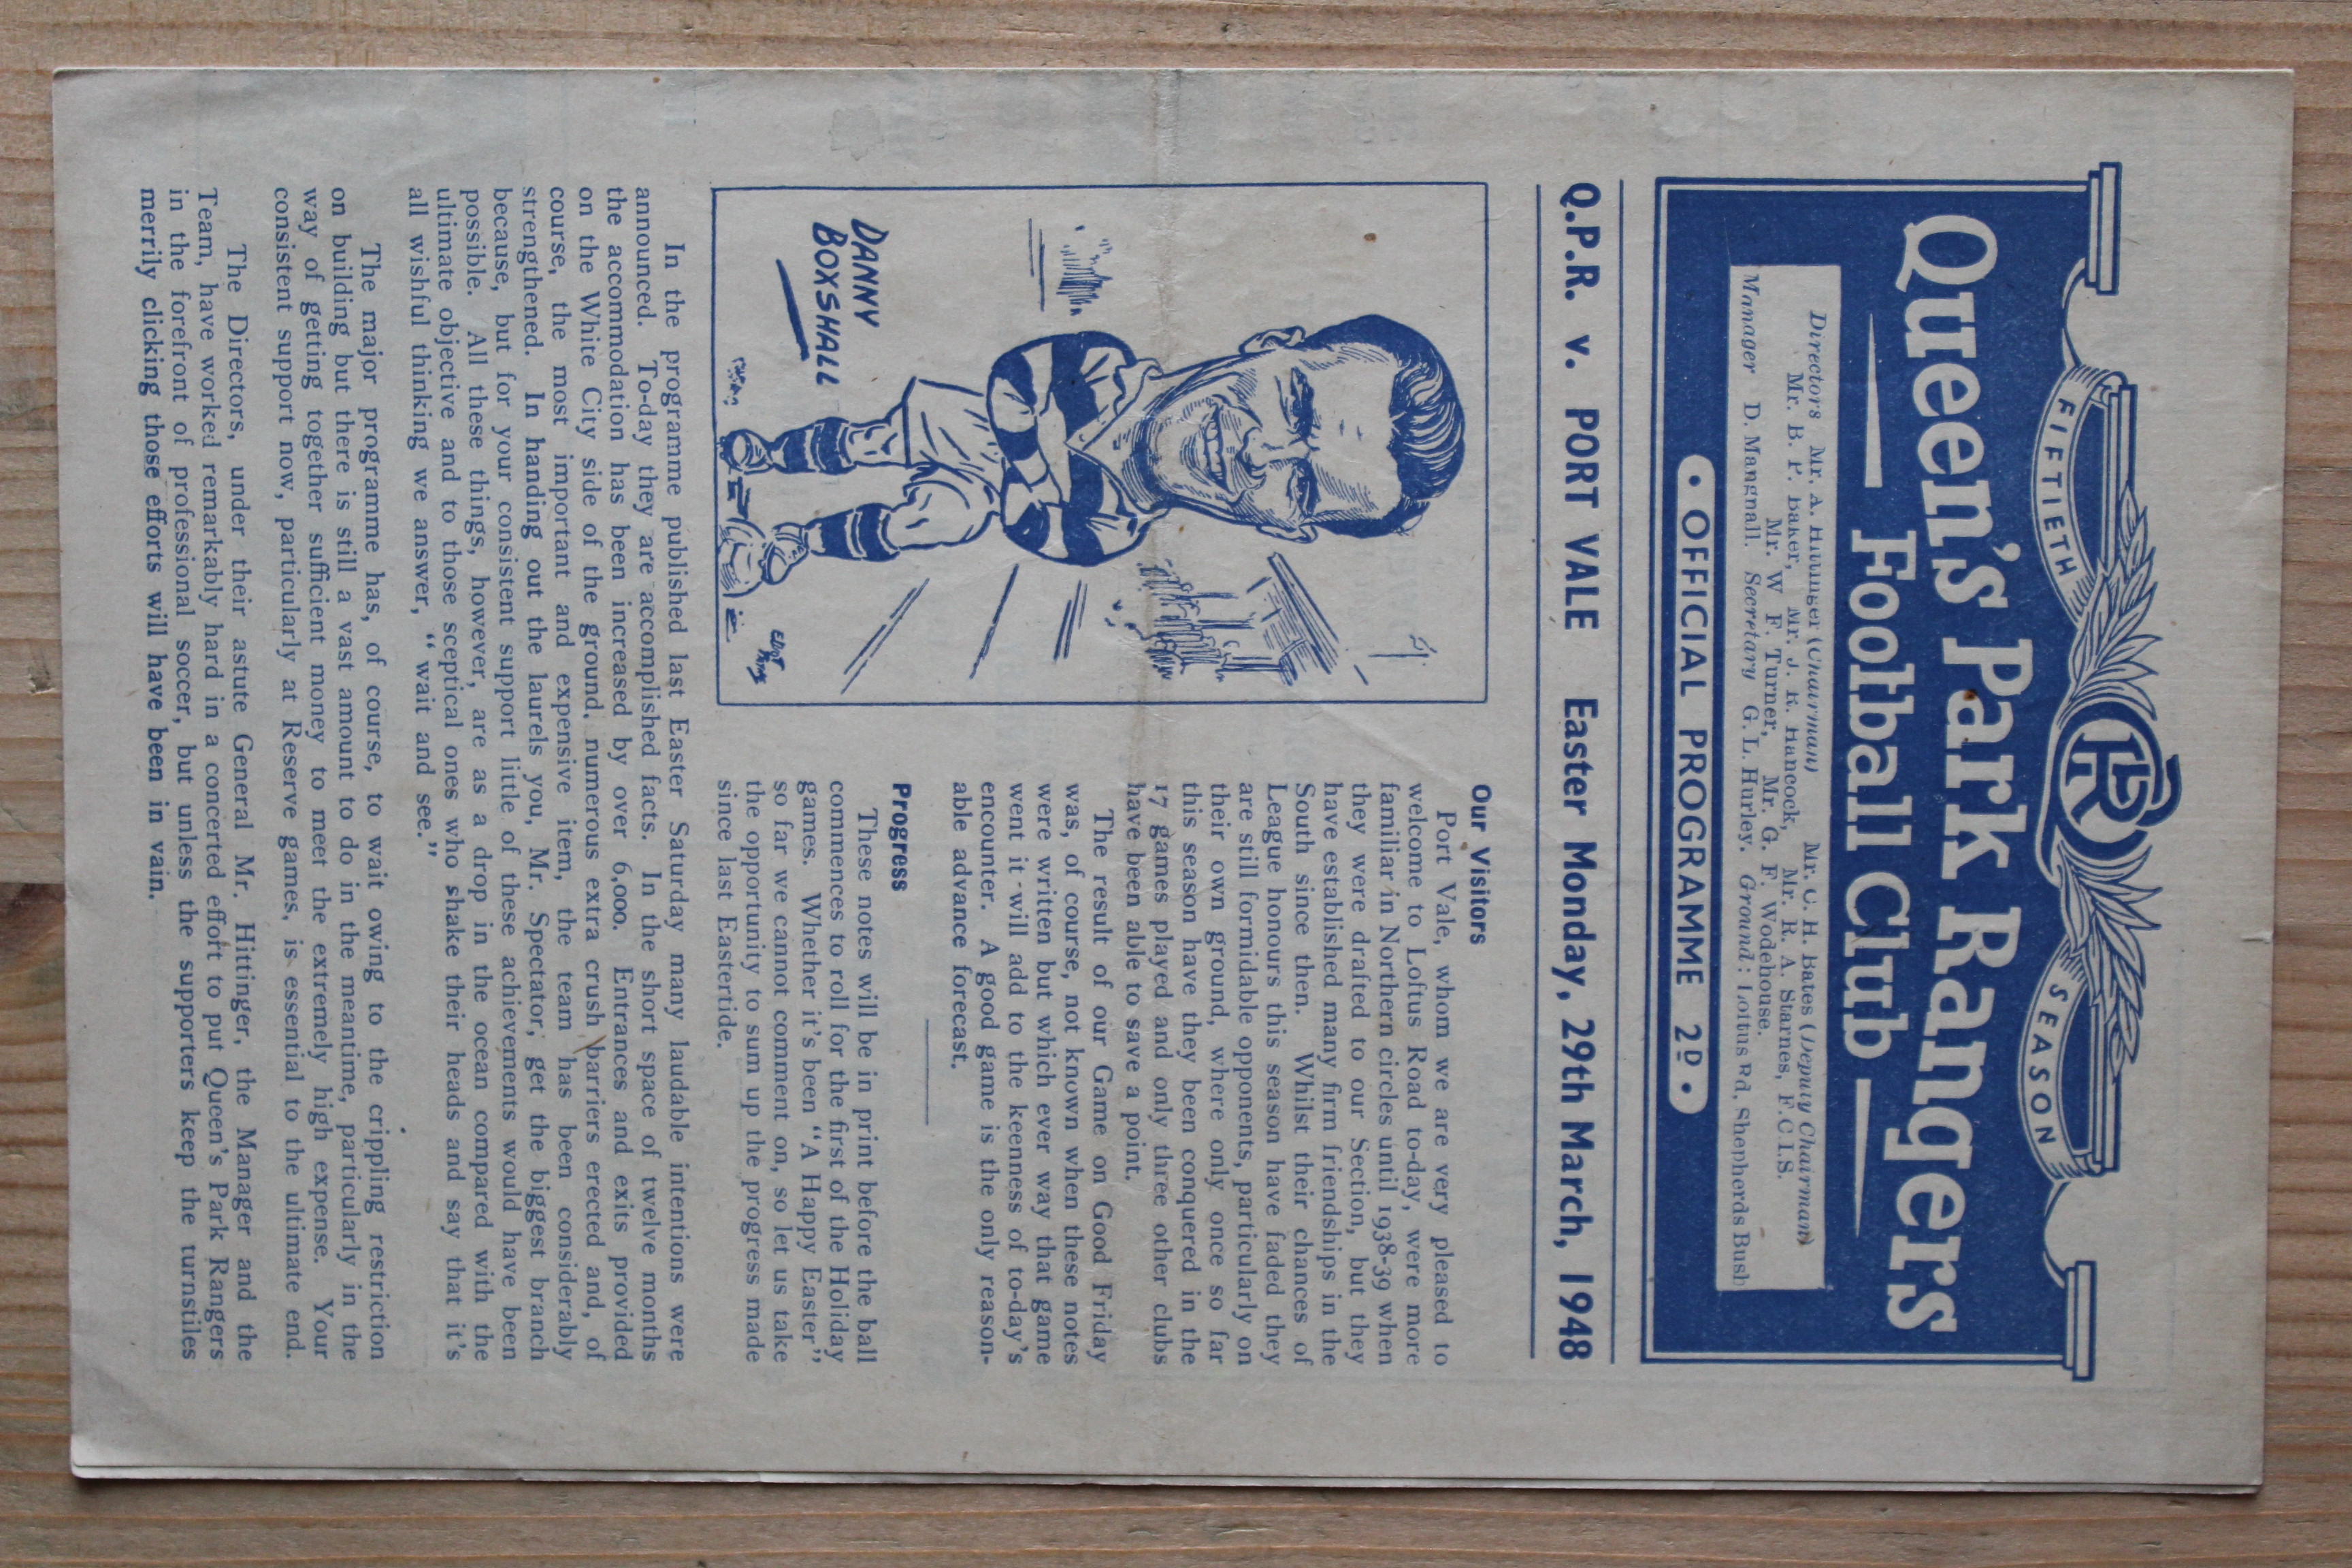 FIFTIETH
SEASON
Queen's Park Rangers
Football Club
Directors Mr. A. Hittinger (Chairman) Mr. C. H. Bates (Deputy Chairman)
Mr. B. P. Baker, Mr. J. R. Hancock, Mr. R. A. Starnes, F.C.I.S.
Mr. W F. Turner, Mr. G. F. Wodehouse.
Manager D. Mangnall. Secretary G. L. Hurley. Ground: Loftus Rd, Shepherds Bush
• OFFICIAL PROGRAMME 2D •
Q.P.R. v. PORT VALE Easter Monday, 29th March, 1948
DANNY
BOXSHALL
Our Visitors
Port Vale, whom we are very pleased to
welcome to Loftus Road to-day, were more
familiar in Northern circles until 1938-39 when
they were drafted to our Section, but they
have established many firm friendships in the
South since then. Whilst their chances of
League honours this season have faded they
are still formidable opponents, particularly on
their own ground, where only once so far
this season have they been conquered in the
17 games played and only three other clubs
have been able to save a point.
The result of our Game on Good Friday
was, of course, not known when these notes
were written but which ever way that game
went it will add to the keenness of to-day's
encounter. A good game is the only reason-
able advance forecast.
Progress
These notes will be in print before the ball
commences to roll for the first of the Holiday
games. Whether it's been "A Happy Easter"
so far we cannot comment on, so let us take
the opportunity to sum up the progress made
since last Eastertide.
In the programme published last Easter Saturday many laudable intentions were
announced. To-day they are accomplished facts. In the short space of twelve months
the accommodation has been increased by over 6,000. Entrances and exits provided
on the White City side of the ground, numerous extra crush barriers erected and, of
course, the most important and expensive item, the team has been considerably
strengthened. In handing out the laurels you, Mr. Spectator, get the biggest branch
because, but for your consistent support little of these achievements would have been
possible. All these things, however, are as a drop in the ocean compared with the
ultimate objective and to those sceptical ones who shake their heads and say that it's
all wishful thinking we answer, "wait and see."
The major programme has, of course, to wait owing to the crippling restriction
on building but there is still a vast amount to do in the meantime, particularly in the
way of getting together sufficient money to meet the extremely high expense. Your
consistent support now, particularly at Reserve games, is essential to the ultimate end.
The Directors, under their astute General Mr. Hittinger, the Manager and the
Team, have worked remarkably hard in a concerted effort to put Queen's Park Rangers
in the forefront of professional soccer, but unless the supporters keep the turnstiles
merrily clicking those efforts will have been in vain.